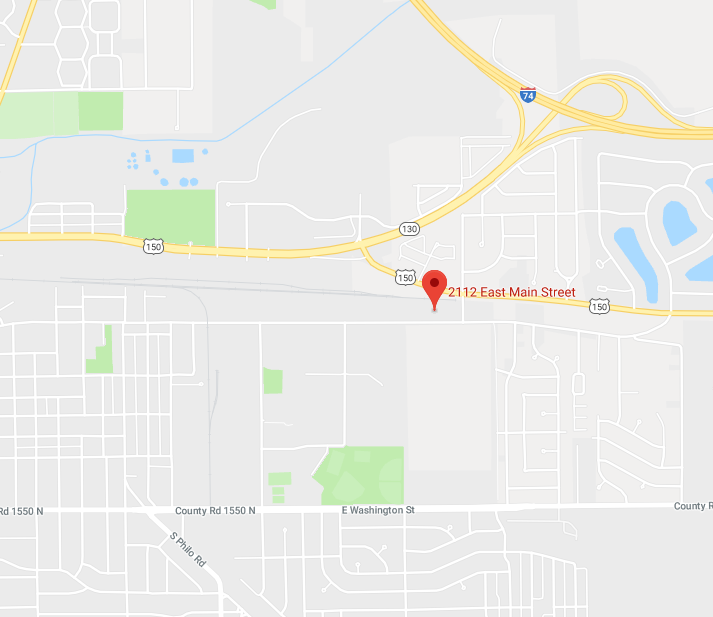 74
130
150
150
2112 East Main Street
150
Rd 1550 N
County Rd 1550 N
E Washington St
County R
S Philo Rd